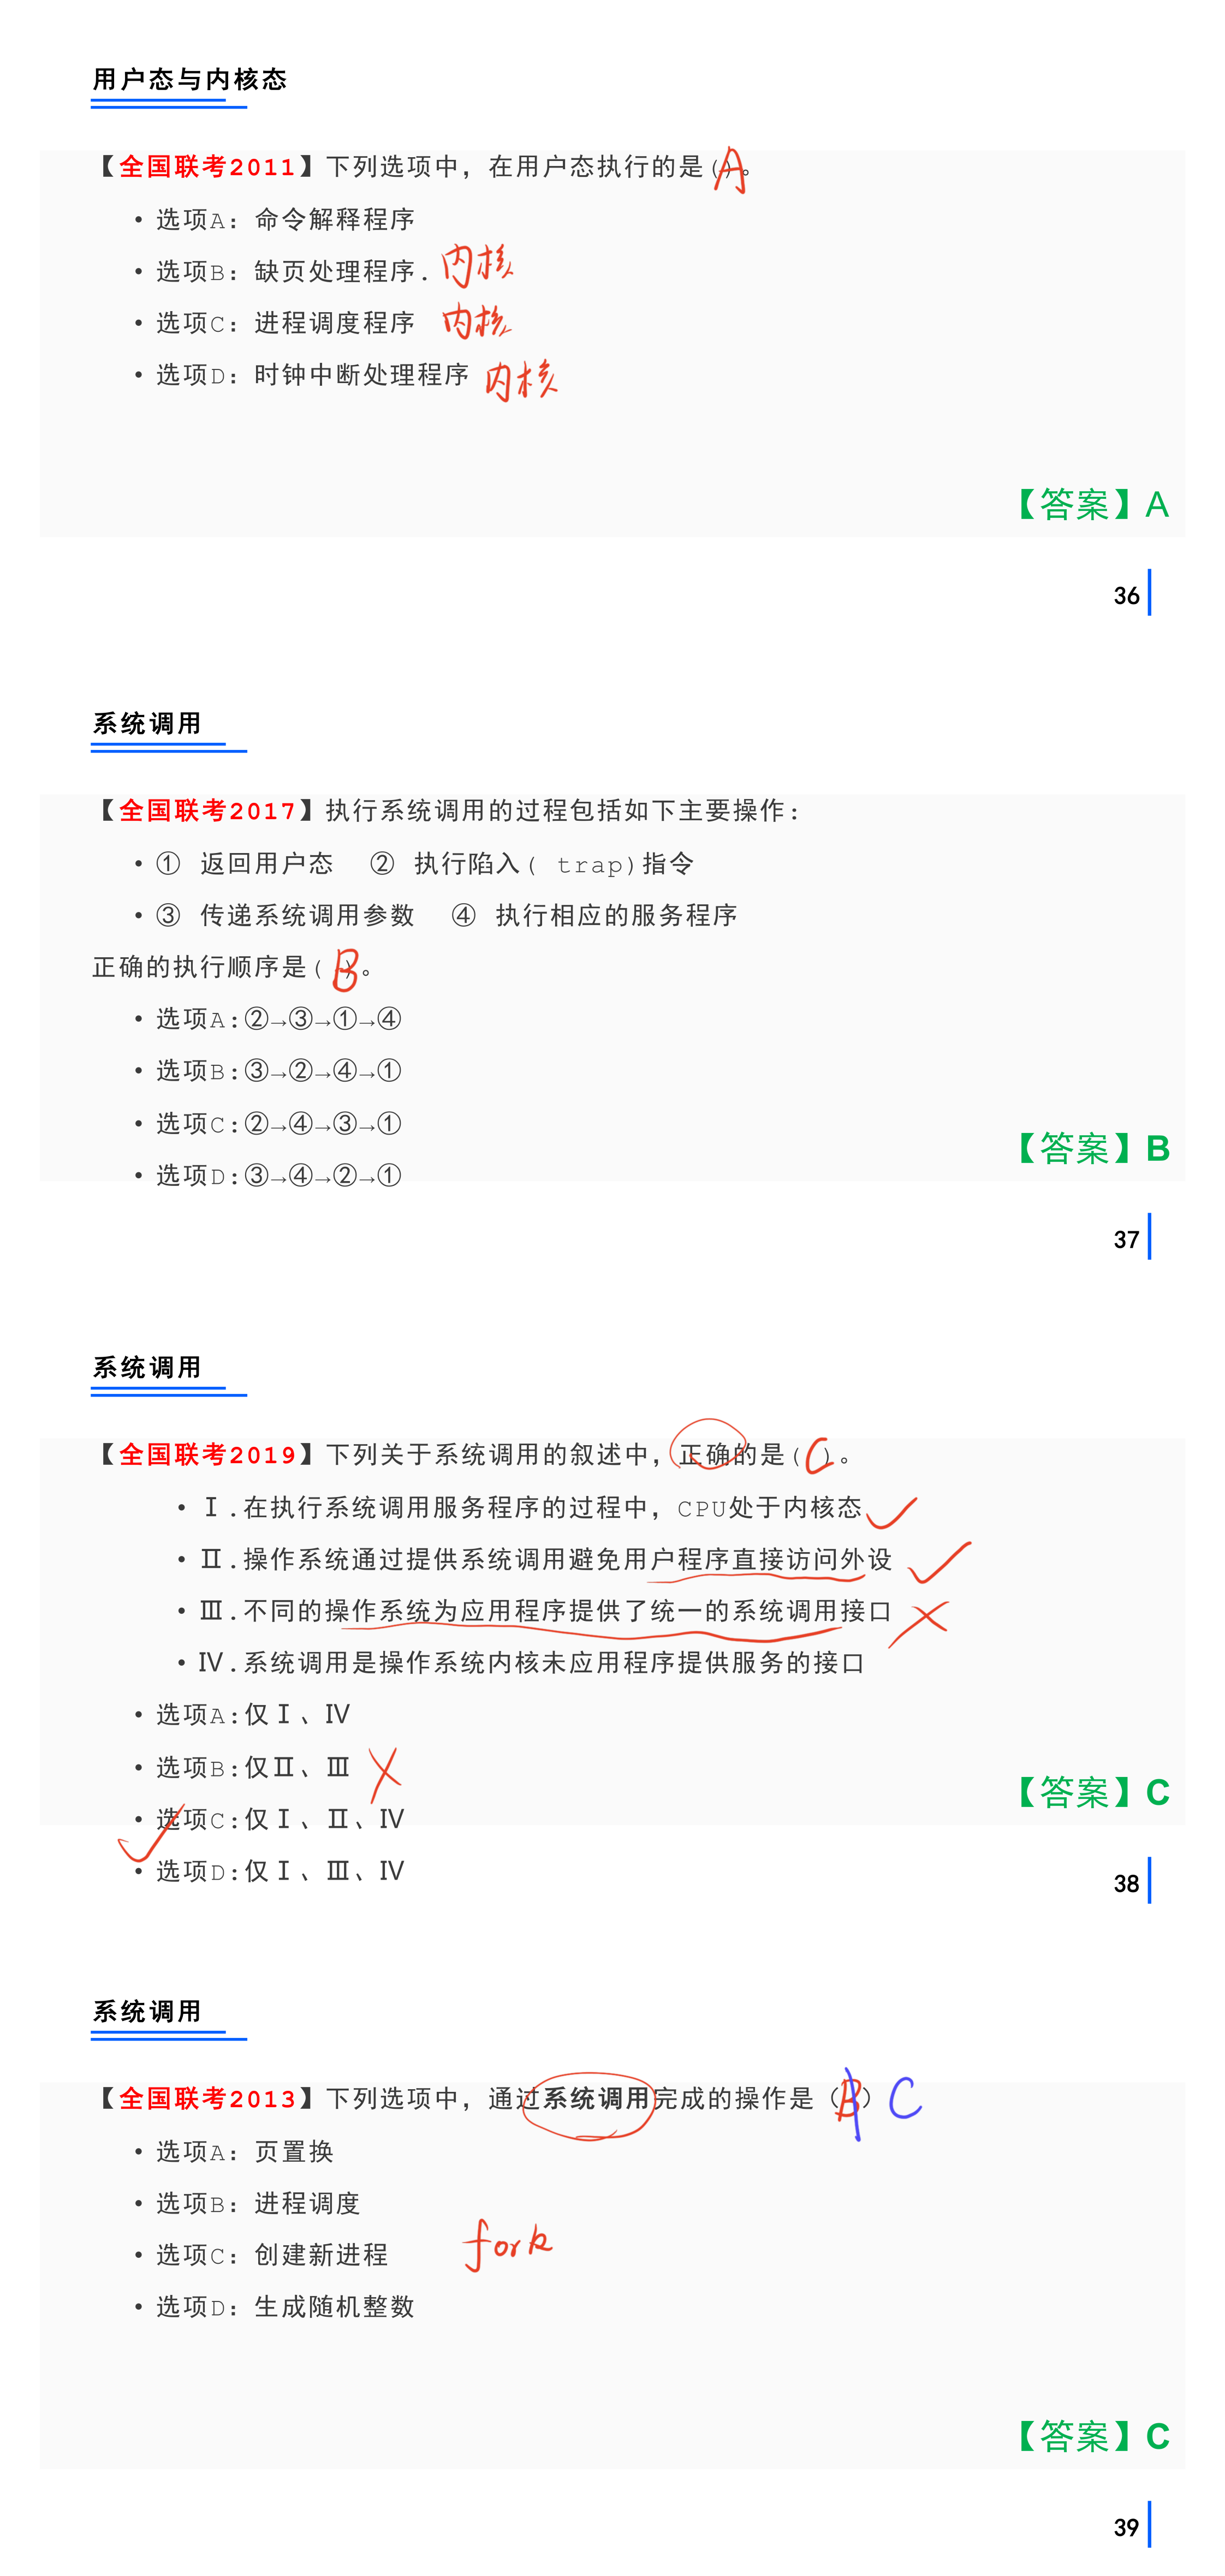 用户态与内核态
【全国联考2011】下列选项中，在用户态执行的是(A)。
• 选项A：命令解释程序
• 选项B：缺页处理程序. 内核
• 选项C：进程调度程序 内核
• 选项D：时钟中断处理程序 内核
【答案】A
36
系统调用
【全国联考2017】执行系统调用的过程包括如下主要操作：
• ① 返回用户态 ② 执行陷入( trap)指令
• ③ 传递系统调用参数 ④ 执行相应的服务程序
正确的执行顺序是(B)。
• 选项A:②→③→①→④
• 选项B:③→②→④→①
• 选项C:②→④→③→①
• 选项D:③→④→②→①
【答案】B
37
系统调用
【全国联考2019】下列关于系统调用的叙述中，正确的是(C)。
• Ⅰ.在执行系统调用服务程序的过程中，CPU处于内核态
• Ⅱ.操作系统通过提供系统调用避免用户程序直接访问外设
• Ⅲ.不同的操作系统为应用程序提供了统一的系统调用接口
• Ⅳ.系统调用是操作系统内核未应用程序提供服务的接口
• 选项A:仅Ⅰ、Ⅳ
• 选项B:仅Ⅱ、Ⅲ
• 选项C:仅Ⅰ、Ⅱ、Ⅳ
• 选项D:仅Ⅰ、Ⅲ、Ⅳ
【答案】C
38
系统调用
【全国联考2013】下列选项中，通过系统调用完成的操作是（B）C
• 选项A：页置换
• 选项B：进程调度
• 选项C：创建新进程 fork
• 选项D：生成随机整数
【答案】C
39